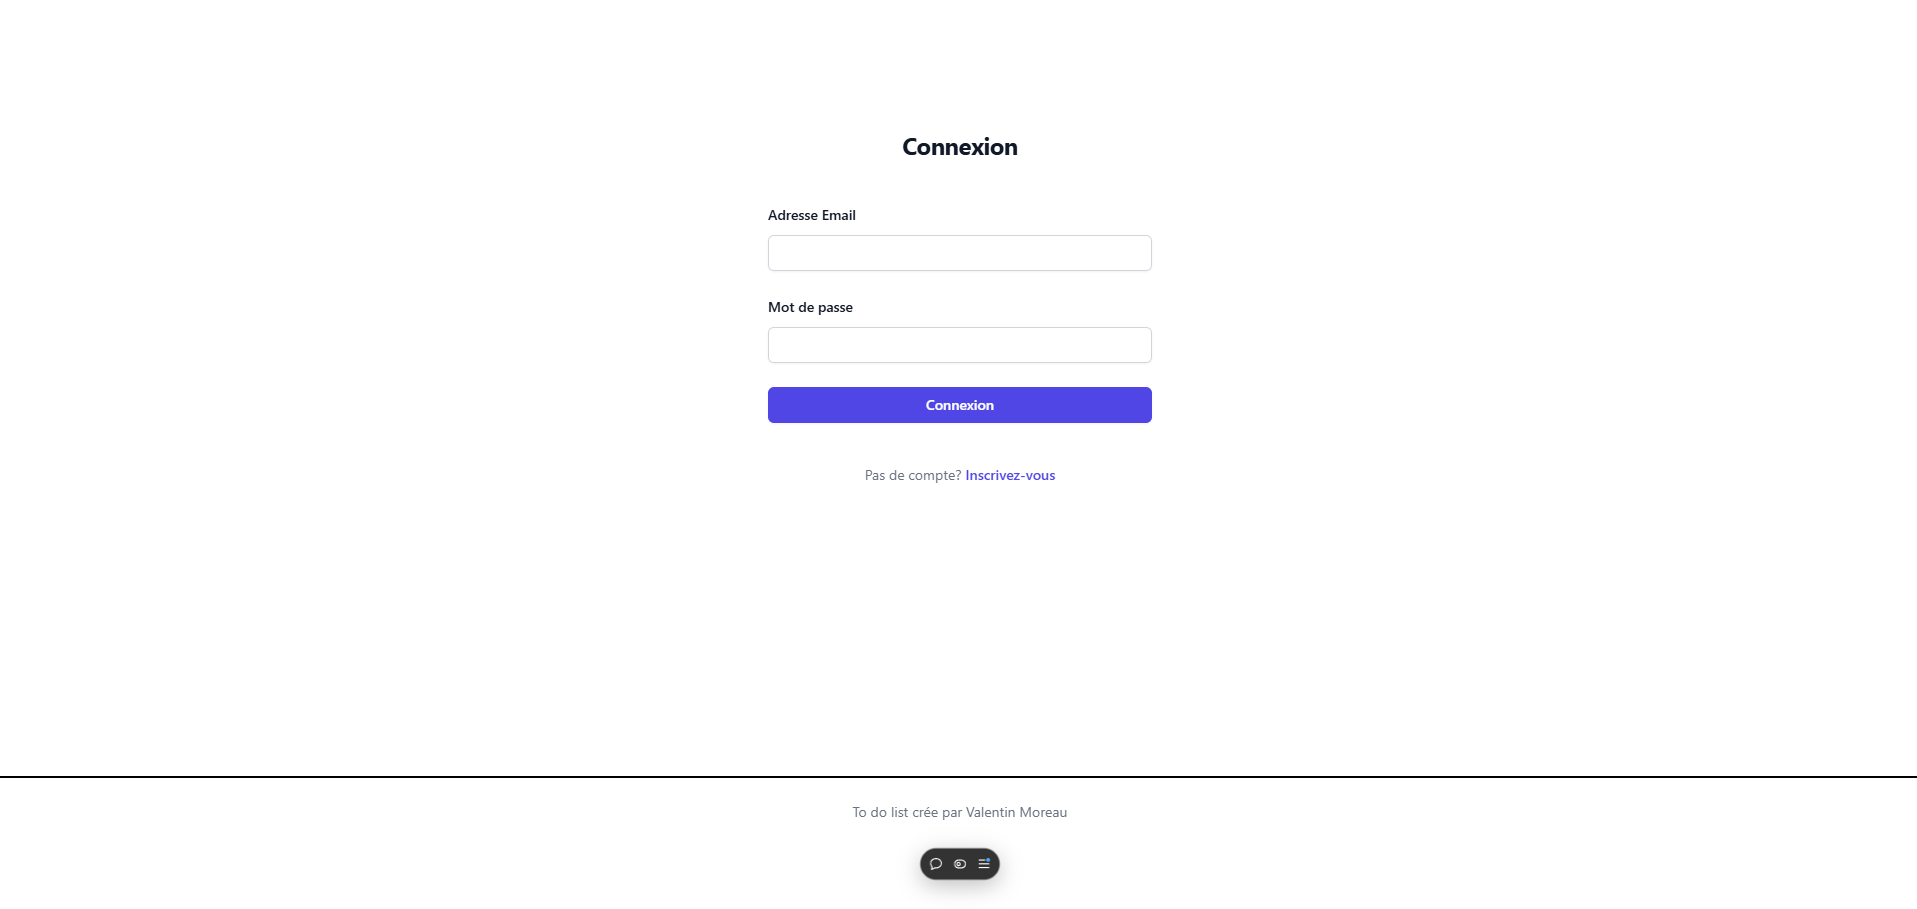 Connexion
Adresse Email
Mot de passe
Connexion
Pas de compte? Inscrivez-vous
To do list crée par Valentin Moreau